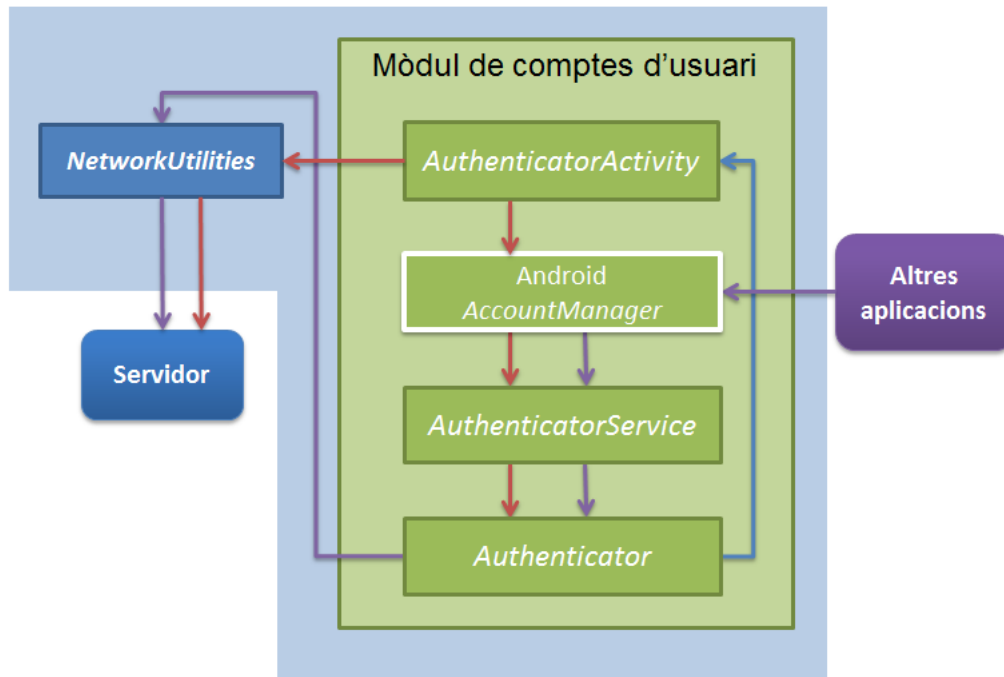 Mòdul de comptes d'usuari
NetworkUtilities
AuthenticatorActivity
Android
AccountManager
Altres
aplicacions
Servidor
AuthenticatorService
Authenticator